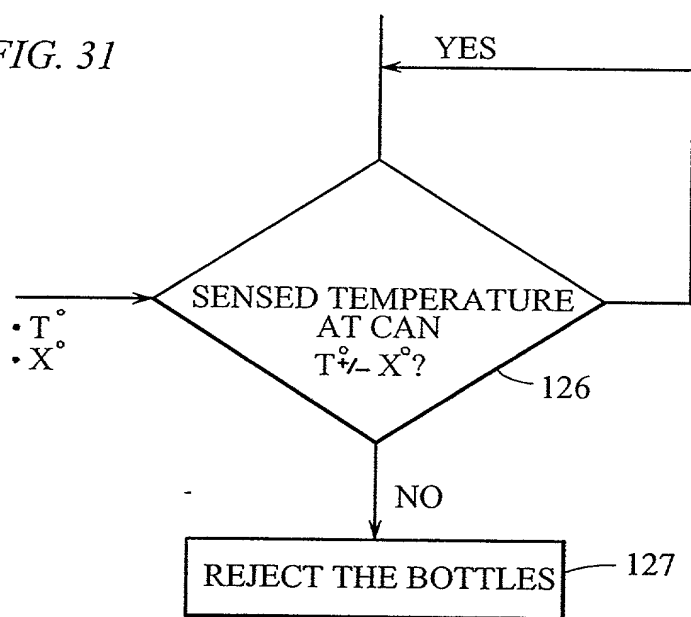 FIG. 31
YES
• T°
• X°
SENSED TEMPERATURE
AT CAN
T° +/– X°?
126
NO
REJECT THE BOTTLES
127